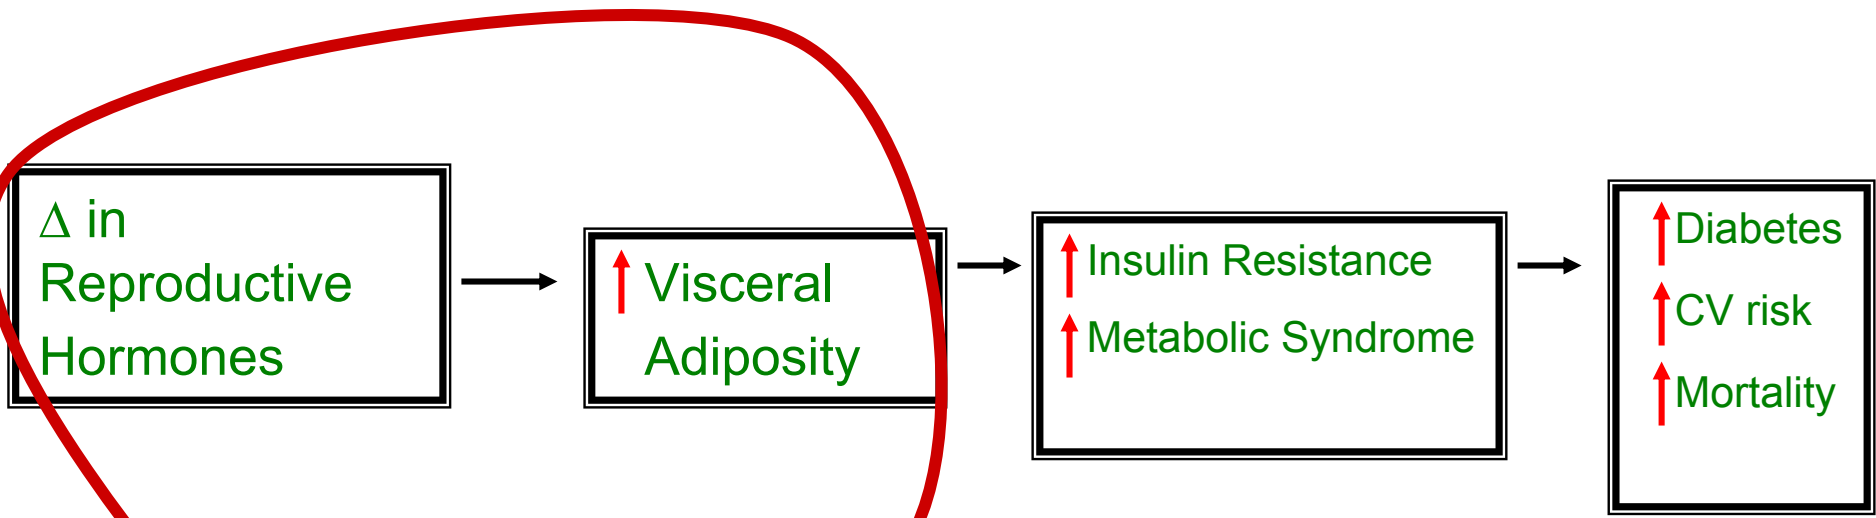 Δ in
Reproductive
Hormones
Visceral
Adiposity
Insulin Resistance
Metabolic Syndrome
Diabetes
CV risk
Mortality